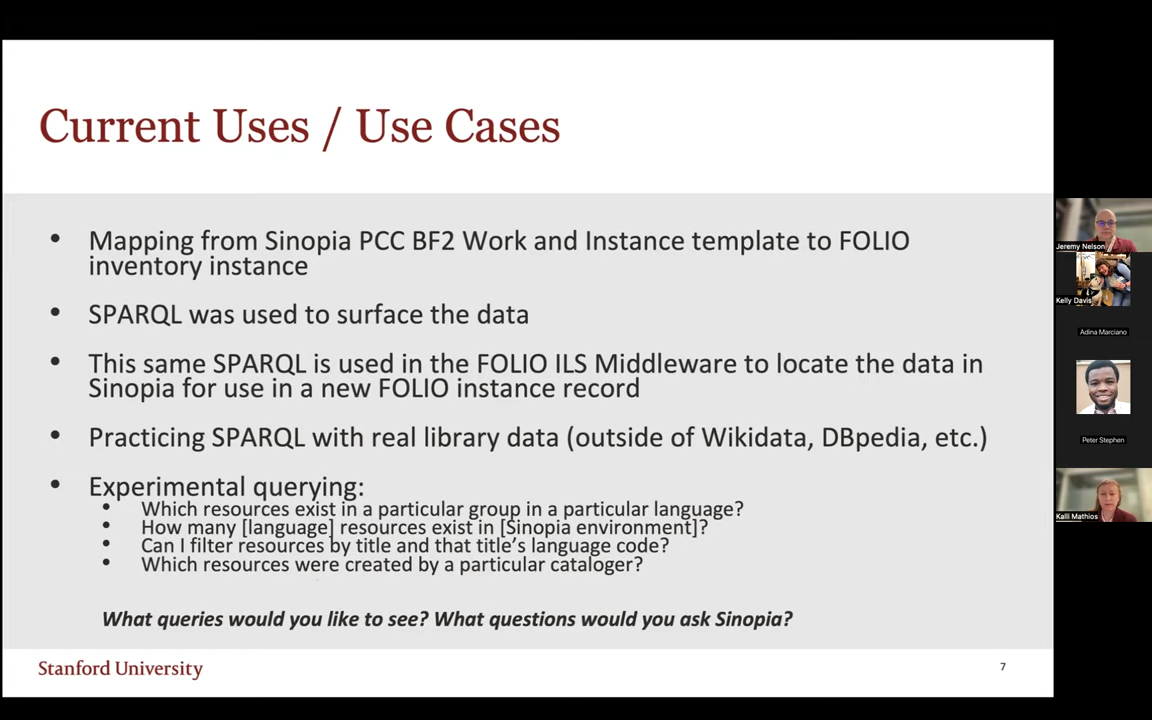 Current Uses / Use Cases
• Mapping from Sinopia PCC BF2 Work and Instance template to FOLIO
inventory instance
• SPARQL was used to surface the data
• This same SPARQL is used in the FOLIO ILS Middleware to locate the data in
Sinopia for use in a new FOLIO instance record
• Practicing SPARQL with real library data (outside of Wikidata, DBpedia, etc.)
• Experimental querying:
• Which resources exist in a particular group in a particular language?
• How many [language] resources exist in [Sinopia environment]?
• Can I filter resources by title and that title’s language code?
• Which resources were created by a particular cataloger?
What queries would you like to see? What questions would you ask Sinopia?
Stanford University
7
Jeremy Nelson
Kelly Davis
Adina Marciano
Peter Stephen
Kalli Mathios